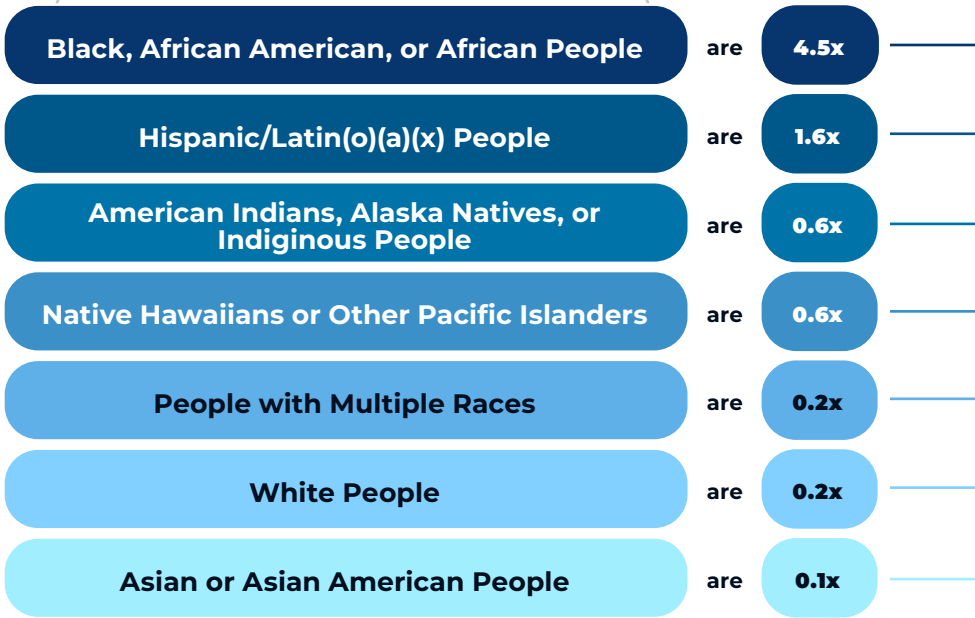 Black, African American, or African People are 4.5x
Hispanic/Latin(o)(a)(x) People are 1.6x
American Indians, Alaska Natives, or
Indiginous People are 0.6x
Native Hawaiians or Other Pacific Islanders are 0.6x
People with Multiple Races are 0.2x
White People are 0.2x
Asian or Asian American People are 0.1x